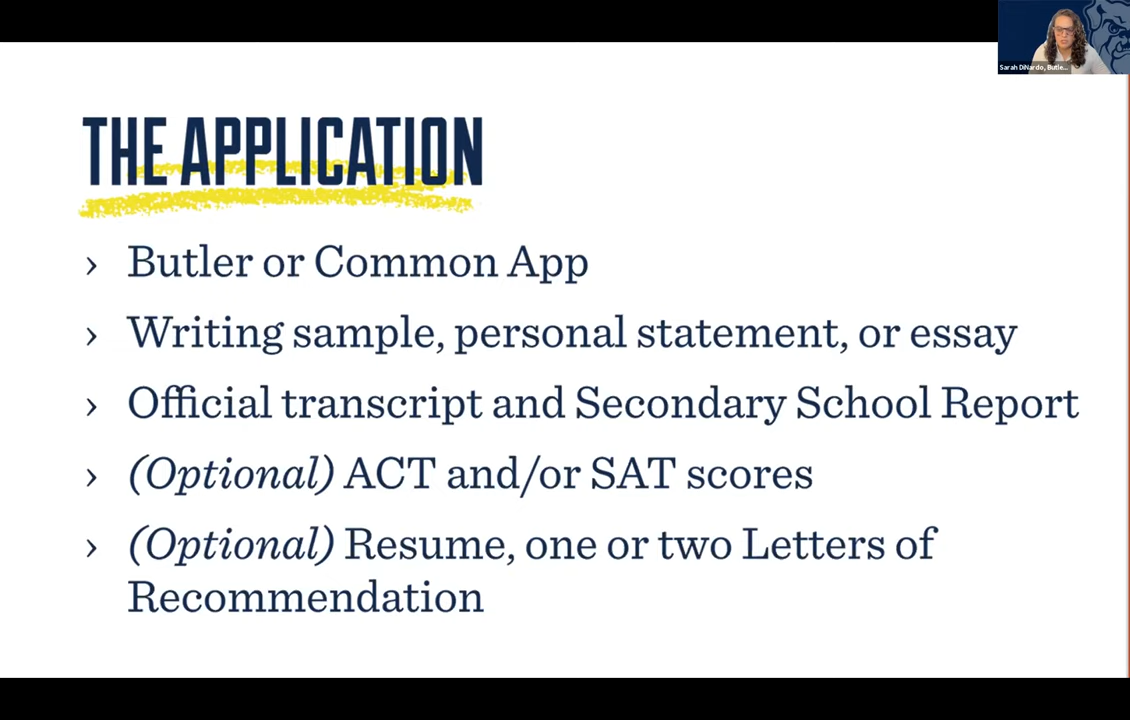 Sarah DiNardo, Butle...
THE APPLICATION
› Butler or Common App
› Writing sample, personal statement, or essay
› Official transcript and Secondary School Report
› (Optional) ACT and/or SAT scores
› (Optional) Resume, one or two Letters of
Recommendation